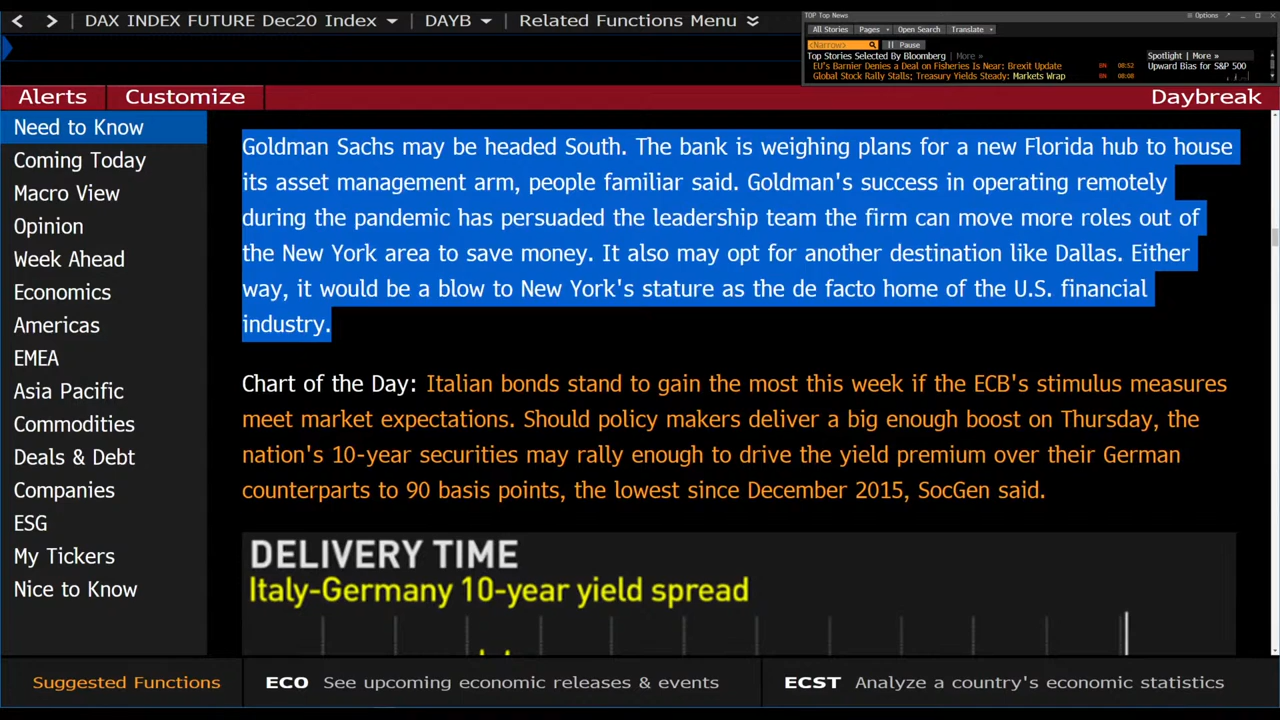 DAX INDEX FUTURE Dec20 Index
DAYB
Related Functions Menu
TOP Top News
Options
All Stories
Pages
Open Search
Translate
<Narrow>
Pause
Top Stories Selected By Bloomberg | More »
EU's Barnier Denies a Deal on Fisheries Is Near: Brexit Update BN 08:52
Global Stock Rally Stalls; Treasury Yields Steady: Markets Wrap BN 08:08
Spotlight | More »
Upward Bias for S&P 500
Alerts
Customize
Daybreak
Need to Know
Coming Today
Macro View
Opinion
Week Ahead
Economics
Americas
EMEA
Asia Pacific
Commodities
Deals & Debt
Companies
ESG
My Tickers
Nice to Know
Goldman Sachs may be headed South. The bank is weighing plans for a new Florida hub to house
its asset management arm, people familiar said. Goldman's success in operating remotely
during the pandemic has persuaded the leadership team the firm can move more roles out of
the New York area to save money. It also may opt for another destination like Dallas. Either
way, it would be a blow to New York's stature as the de facto home of the U.S. financial
industry.
Chart of the Day: Italian bonds stand to gain the most this week if the ECB's stimulus measures
meet market expectations. Should policy makers deliver a big enough boost on Thursday, the
nation's 10-year securities may rally enough to drive the yield premium over their German
counterparts to 90 basis points, the lowest since December 2015, SocGen said.
DELIVERY TIME
Italy-Germany 10-year yield spread
Suggested Functions
ECO See upcoming economic releases & events
ECST Analyze a country's economic statistics